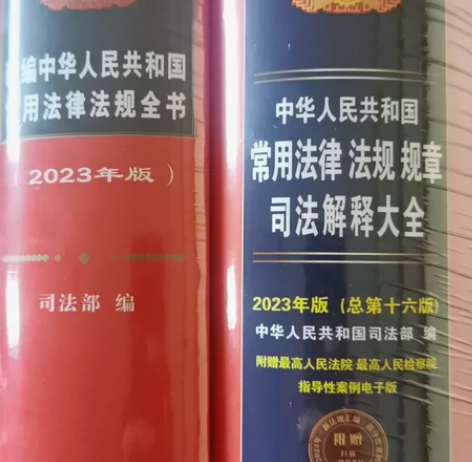 编中华人民共和国
用法律法规全书
(2023年版)
司法部 编
中华人民共和国
常用法律 法规 规章
司法解释大全
2023年版 (总第十六版)
中华人民共和国司法部 编
附赠最高人民法院·最高人民检察院
指导性案例电子版
附赠